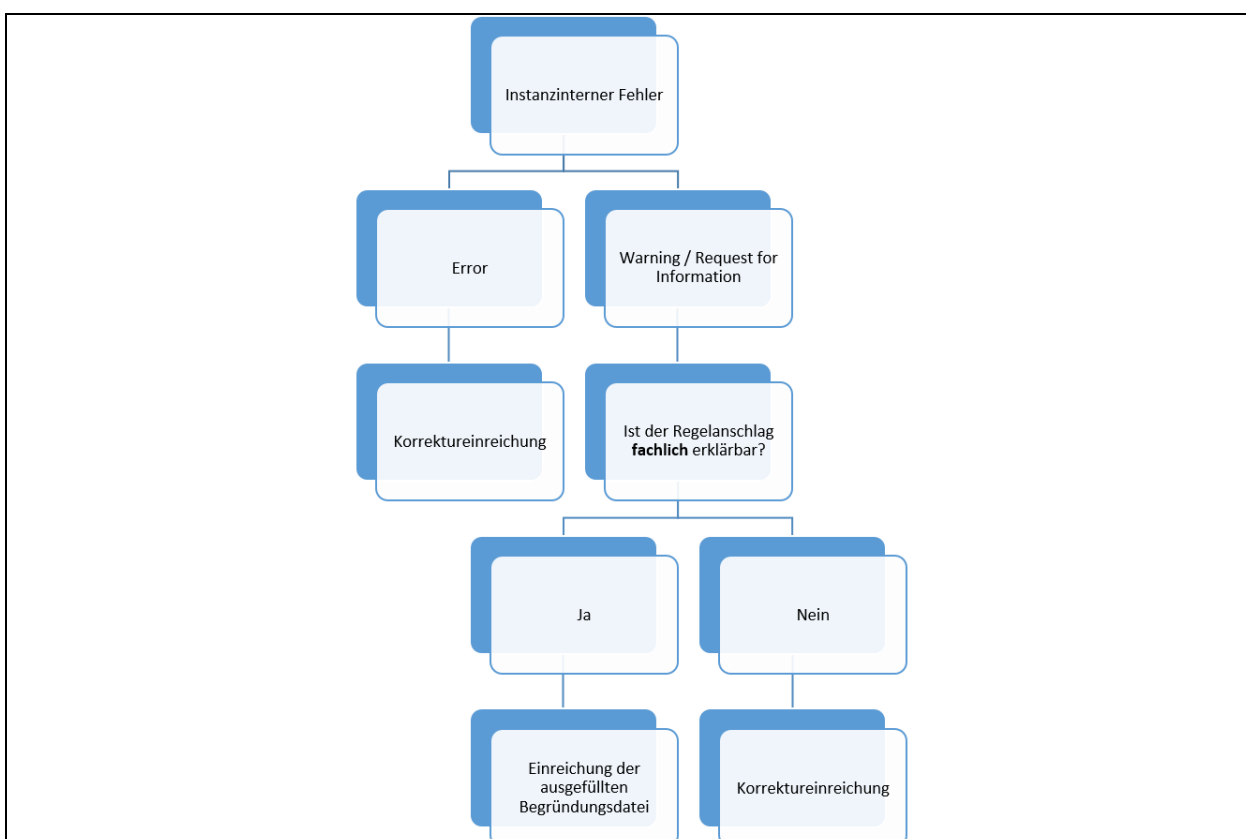 Instanzinterner Fehler
Error
Warning / Request for
Information
Korrektureinreichung
Ist der Regelanschlag
fachlich erklärbar?
Ja
Nein
Einreichung der
ausgefüllten
Begründungsdatei
Korrektureinreichung